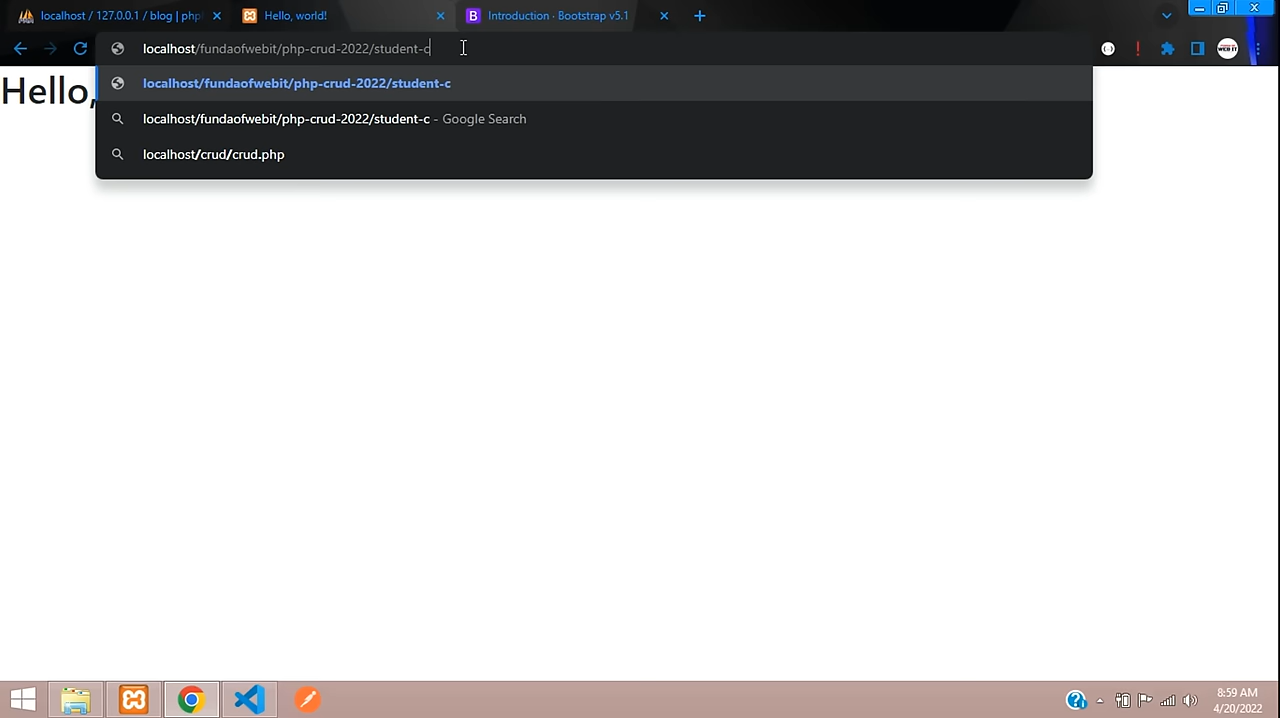 localhost / 127.0.0.1 / blog | php
Hello, world!
B Introduction · Bootstrap v5.1
localhost/fundaofwebit/php-crud-2022/student-c
localhost/fundaofwebit/php-crud-2022/student-c
Hello,
localhost/fundaofwebit/php-crud-2022/student-c - Google Search
localhost/crud/crud.php
8:59 AM
4/20/2022